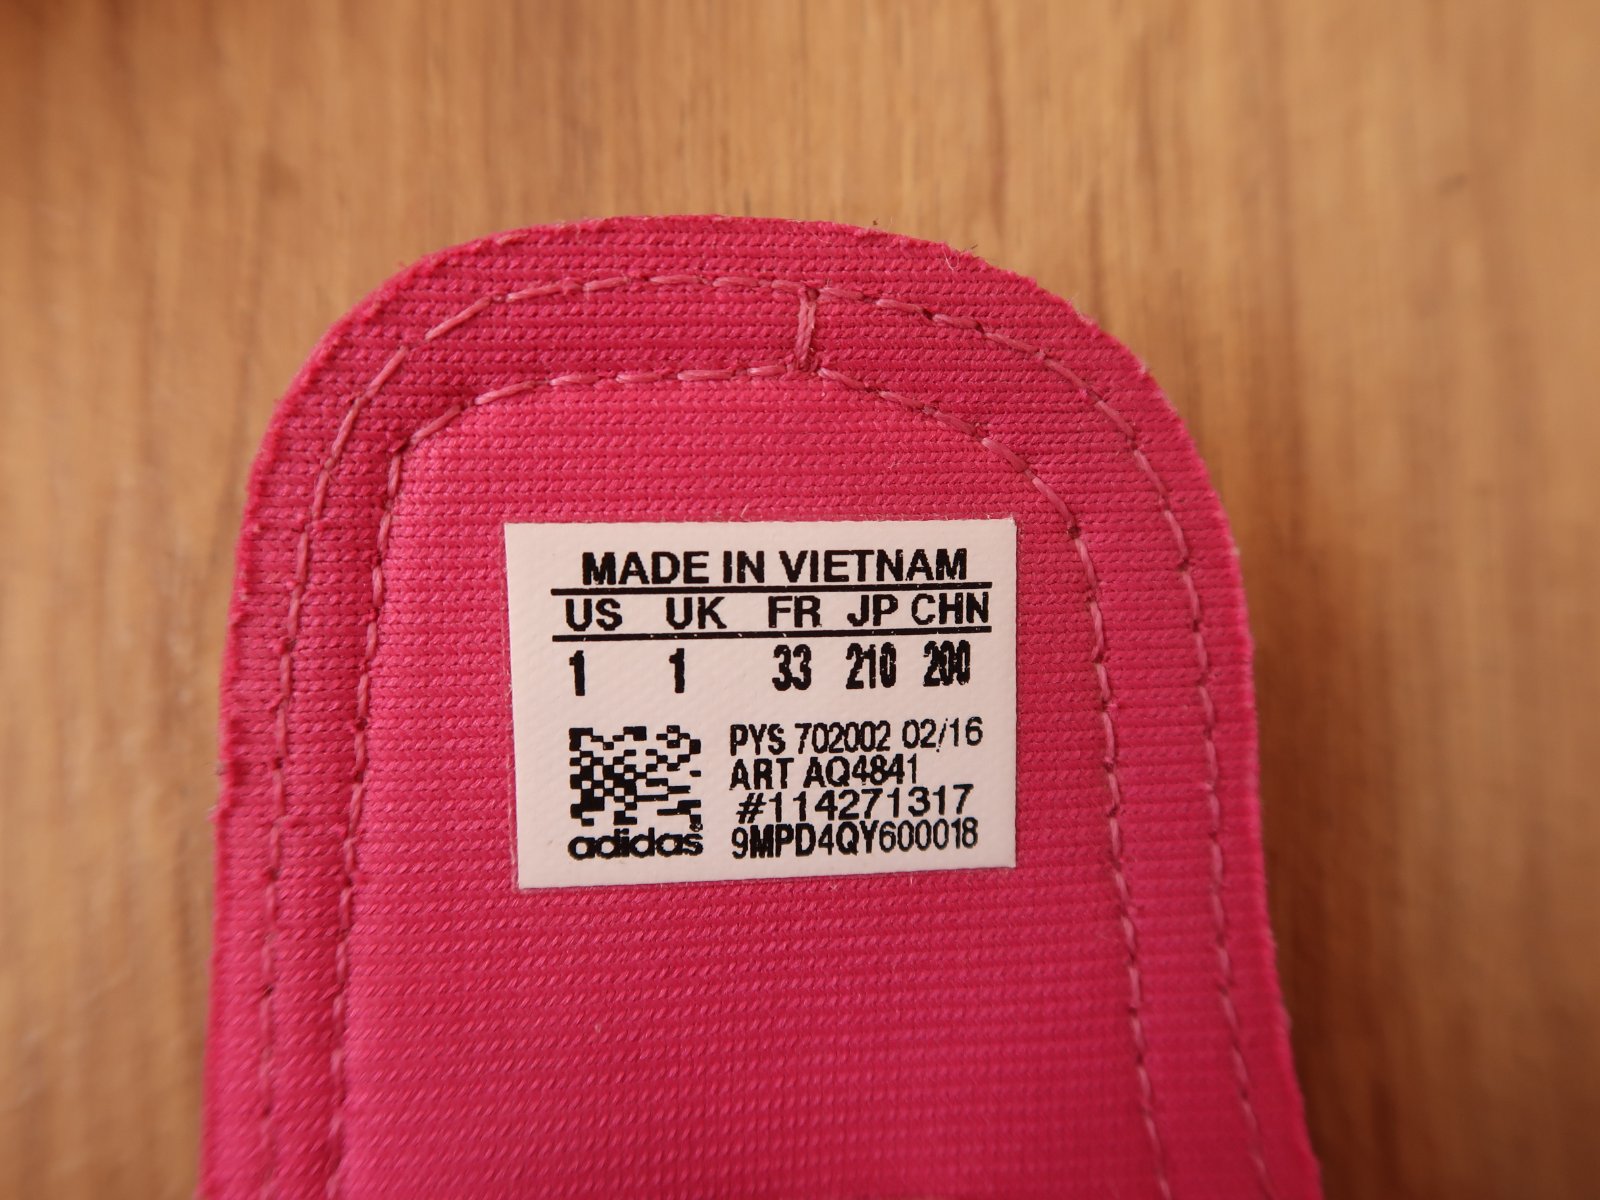 MADE IN VIETNAM
US UK FR JP CHN
1 1 33 210 200
PYS 702002 02/16
ART AQ4841
#114271317
adidas® 9MPD4QY600018